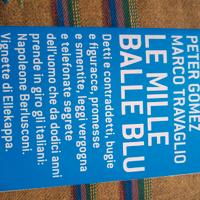 PETER GOMEZ
MARCO TRAVAGLIO
LE MILLE
BALLE BLU
Detti e contraddetti, bugie
e figuracce, promesse
e smentite, leggi vergogna
e telefonate segrete
dell'uomo che da dodici anni
prende in giro gli italiani:
Napoleone Berlusconi.
Vignette di Ellekappa.